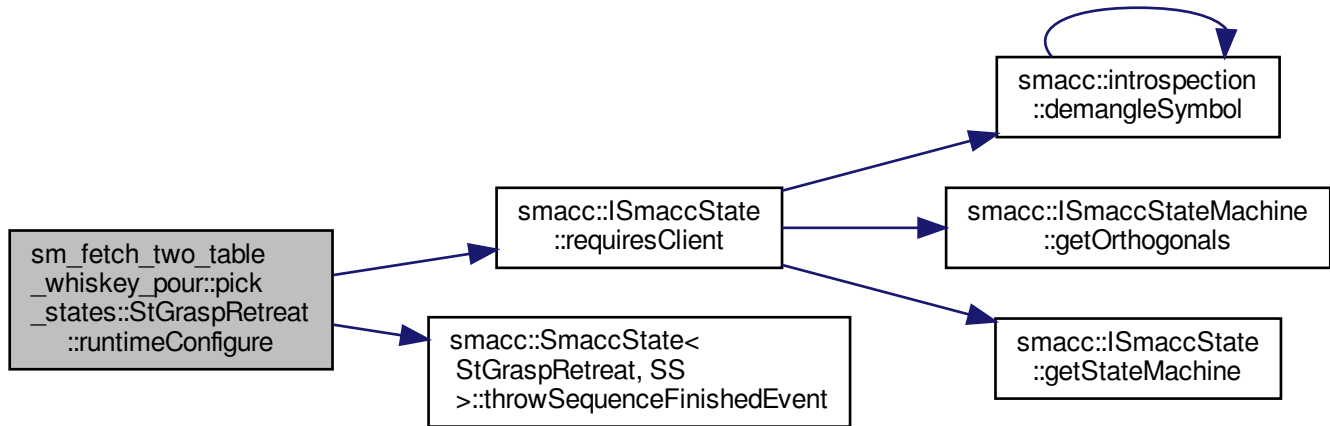 sm_fetch_two_table
_whiskey_pour::pick
_states::StGraspRetreat
::runtimeConfigure
smacc::ISmaccState
::requiresClient
smacc::SmaccState<
StGraspRetreat, SS
>::throwSequenceFinishedEvent
smacc::introspection
::demangleSymbol
smacc::ISmaccStateMachine
::getOrthogonals
smacc::ISmaccState
::getStateMachine